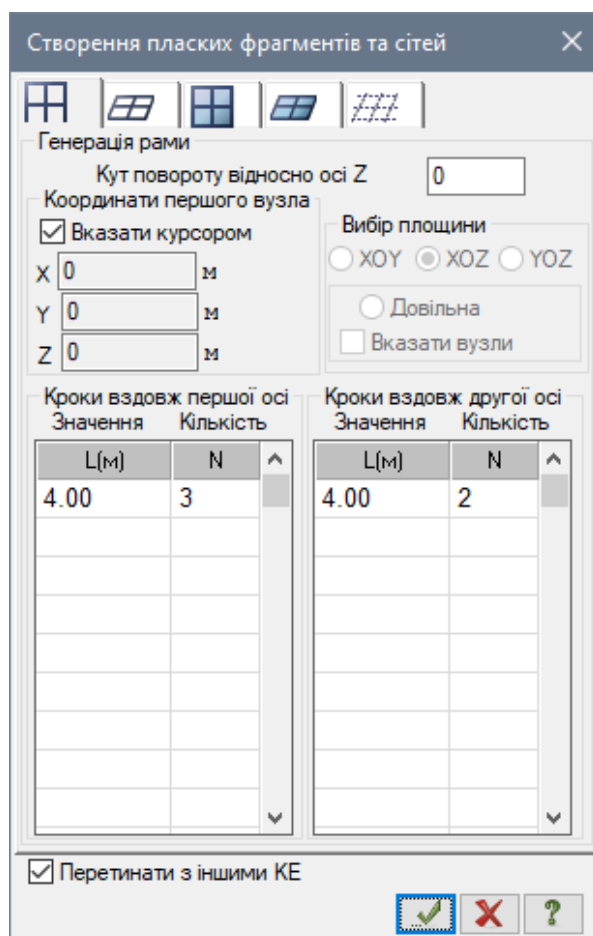 Створення пласких фрагментів та сітей
Генерація рами
Кут повороту відносно осі Z 0
Координати першого вузла
Вказати курсором
X 0 м
Y 0 м
Z 0 м
Вибір площини
XOY XOZ YOZ
Довільна
Вказати вузли
Кроки вздовж першої осі
Значення Кількість
L(м) N
4.00 3
Кроки вздовж другої осі
Значення Кількість
L(м) N
4.00 2
Перетинати з іншими КЕ
?